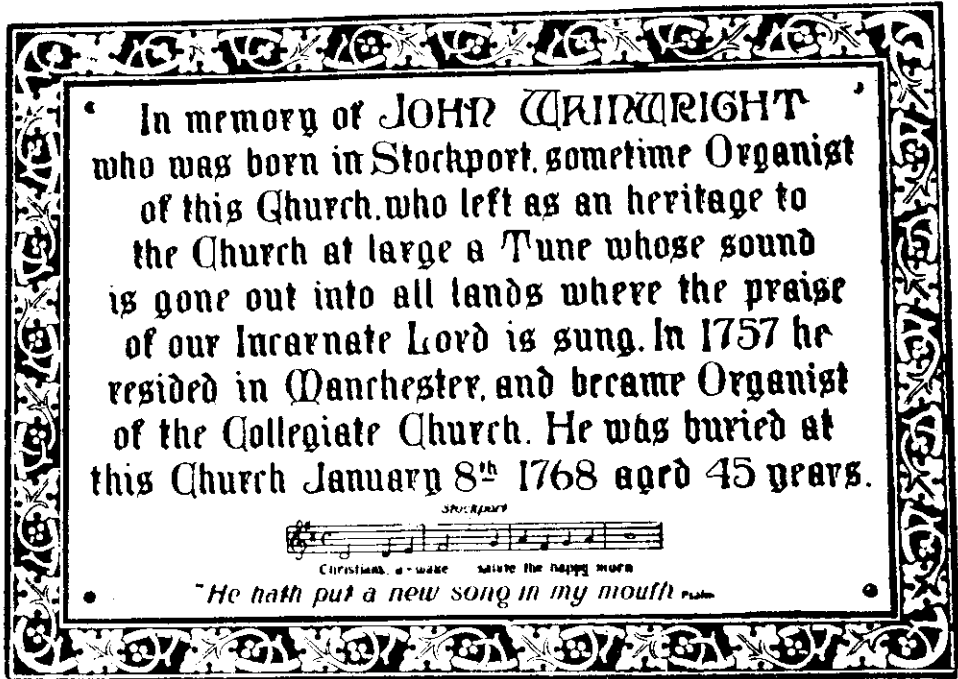 In memory of JOHN WAINWRIGHT
who was born in Stockport, sometime Organist
of this Church, who left as an heritage to
the Church at large a Tune whose sound
is gone out into all lands where the praise
of our Incarnate Lord is sung. In 1757 he
resided in Manchester, and became Organist
of the Collegiate Church. He was buried at
this Church January 8th 1768 aged 45 years.
Stockport
Christians, a-wake salute the happy morn
"He hath put a new song in my mouth Psalm